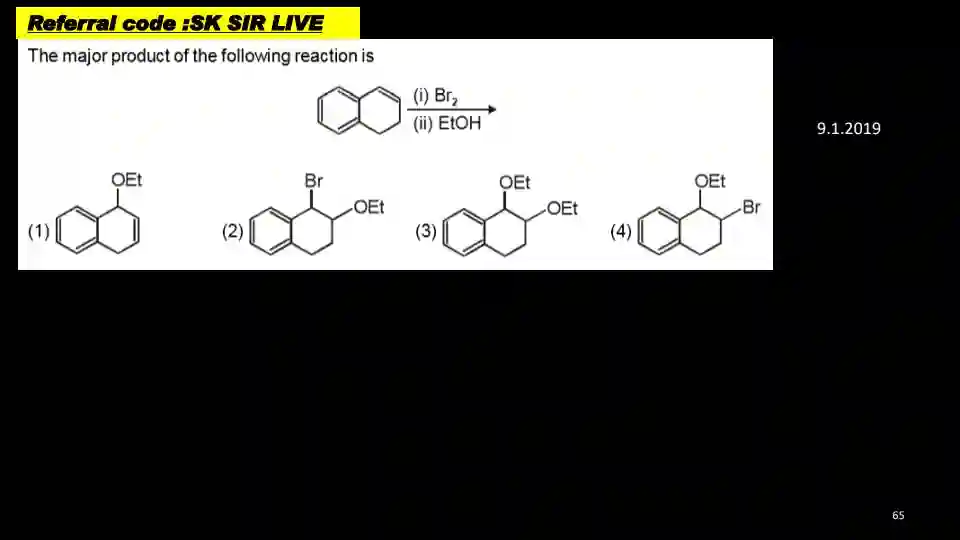 Referral code :SK SIR LIVE
The major product of the following reaction is
(i) Br₂
(ii) EtOH
9.1.2019
(1) OEt
(2) Br OEt
(3) OEt OEt
(4) OEt Br
65